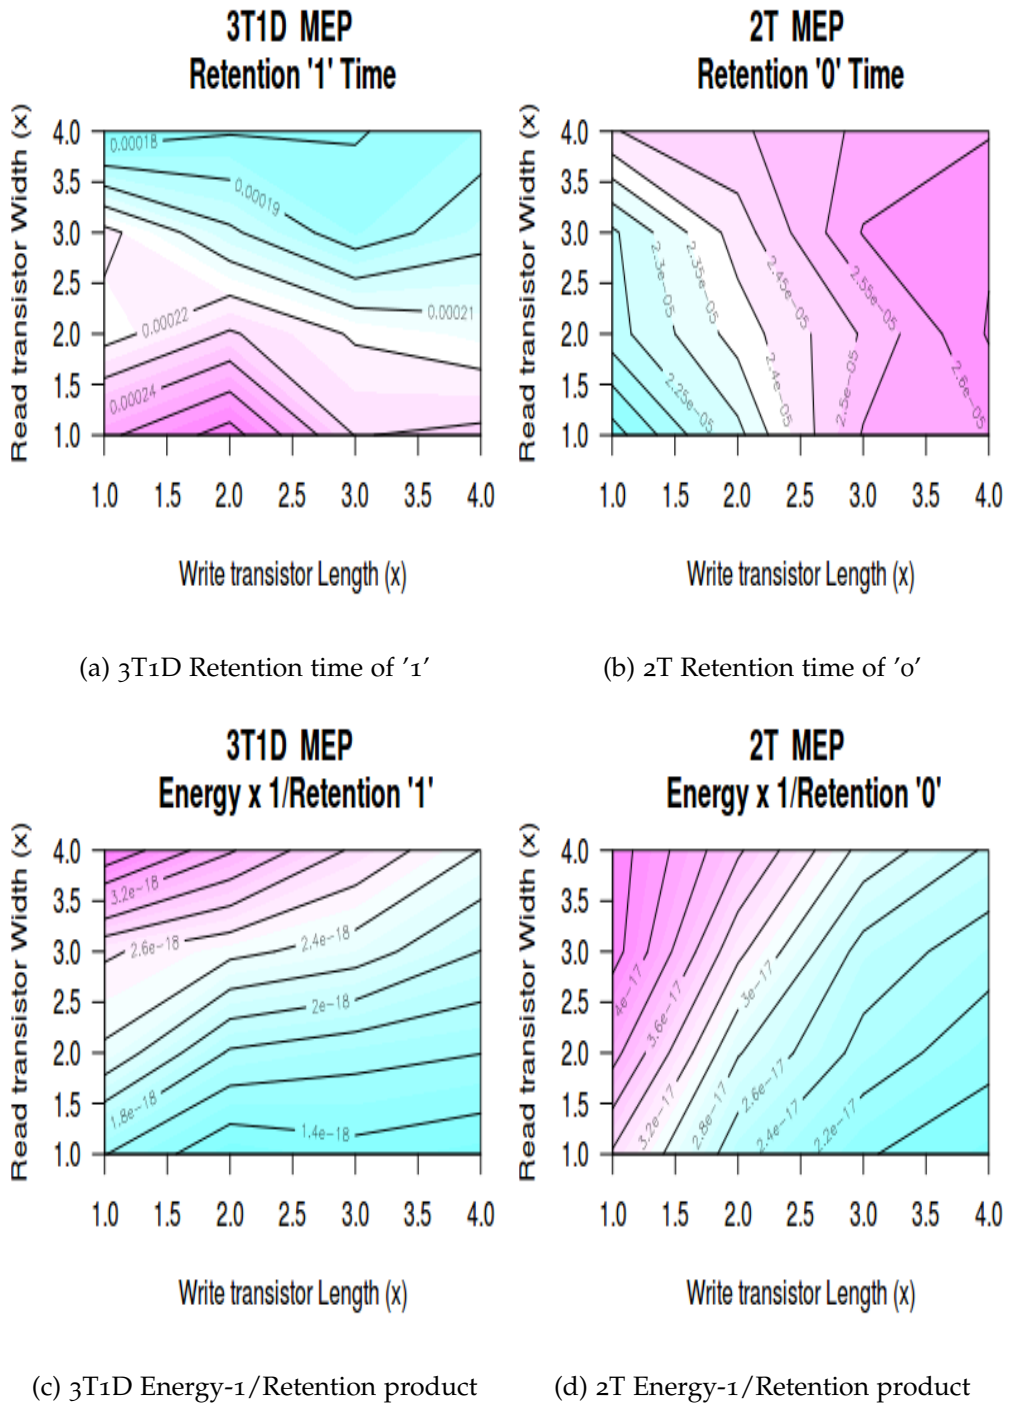 3T1D MEP
Retention '1' Time
Read transistor Width (x)
4.0
3.5
3.0
2.5
2.0
1.5
1.0
0.00018
0.00019
0.00021
0.00022
0.00024
1.0 1.5 2.0 2.5 3.0 3.5 4.0
Write transistor Length (x)
(a) 3T1D Retention time of '1'
2T MEP
Retention '0' Time
Read transistor Width (x)
4.0
3.5
3.0
2.5
2.0
1.5
1.0
2.3e−05
2.35e−05
2.45e−05
2.55e−05
2.25e−05
2.4e−05
2.5e−05
2.6e−05
1.0 1.5 2.0 2.5 3.0 3.5 4.0
Write transistor Length (x)
(b) 2T Retention time of '0'
3T1D MEP
Energy x 1/Retention '1'
Read transistor Width (x)
4.0
3.5
3.0
2.5
2.0
1.5
1.0
3.2e−18
2.6e−18
2.4e−18
2e−18
1.8e−18
1.4e−18
1.0 1.5 2.0 2.5 3.0 3.5 4.0
Write transistor Length (x)
(c) 3T1D Energy-1/Retention product
2T MEP
Energy x 1/Retention '0'
Read transistor Width (x)
4.0
3.5
3.0
2.5
2.0
1.5
1.0
4e−17
3.6e−17
3e−17
3.2e−17
2.8e−17
2.6e−17
2.4e−17
2.2e−17
1.0 1.5 2.0 2.5 3.0 3.5 4.0
Write transistor Length (x)
(d) 2T Energy-1/Retention product